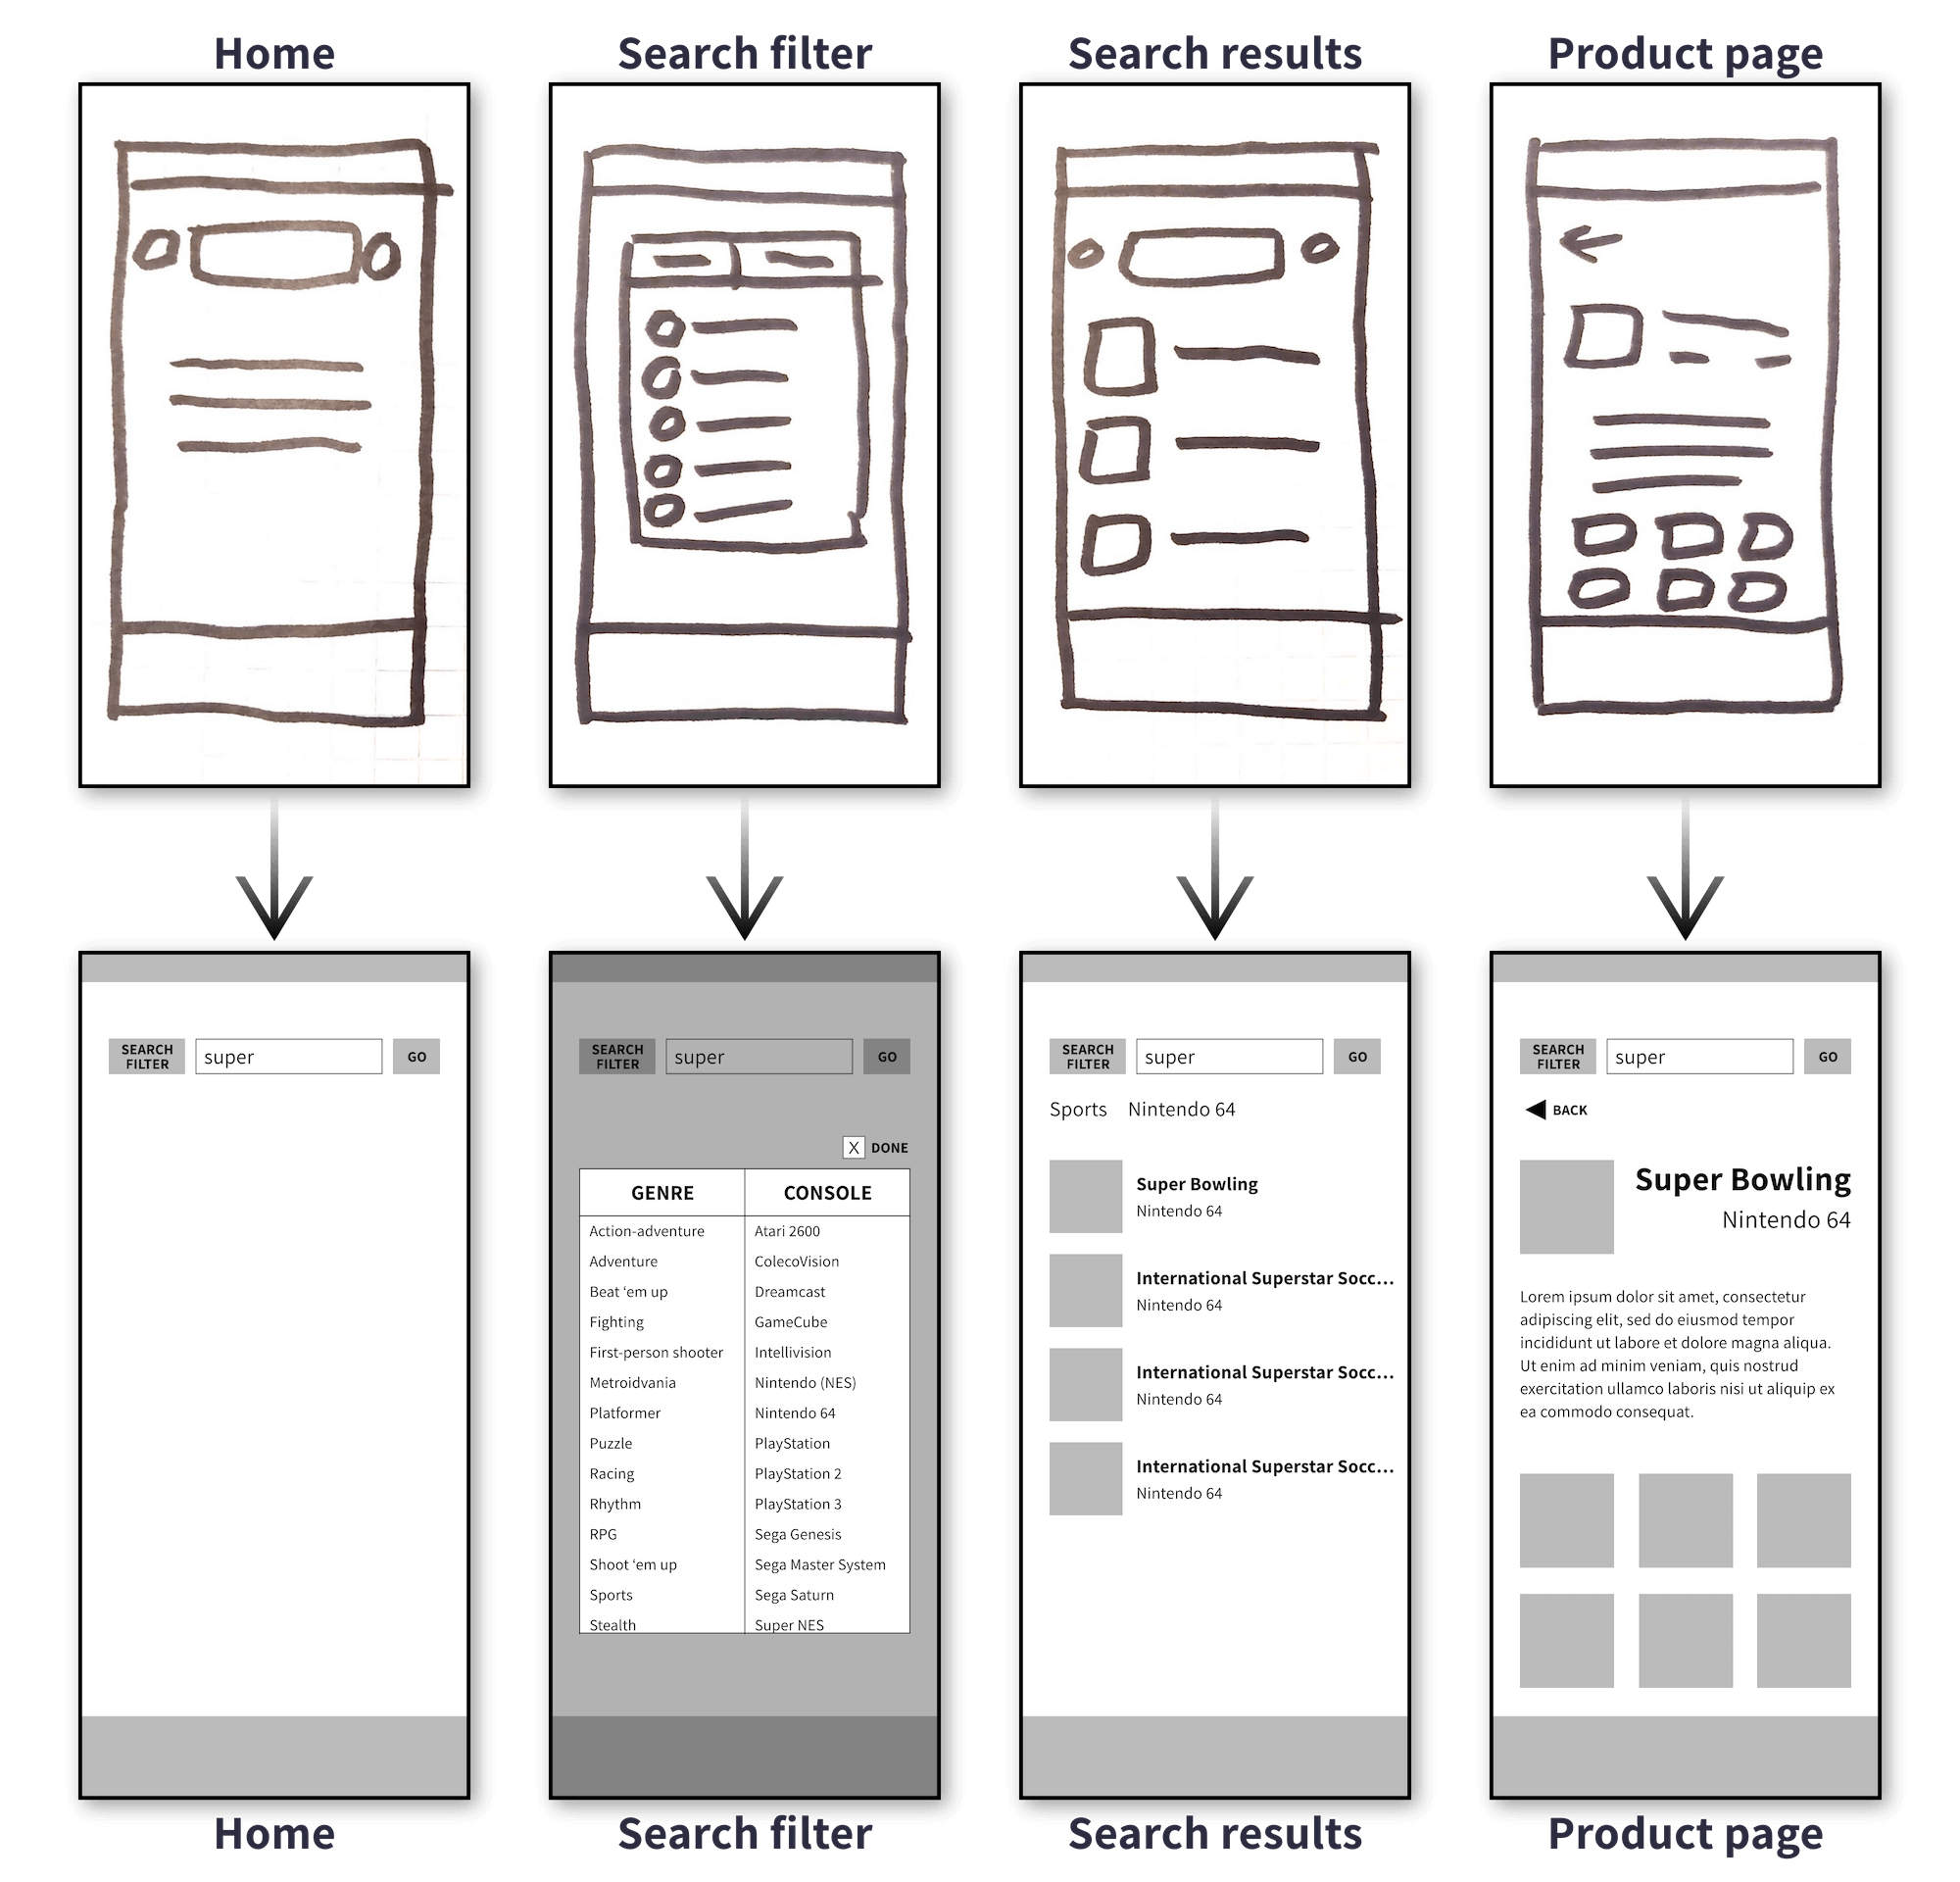 Home
Search filter
Search results
Product page
SEARCH
FILTER
super
GO
SEARCH
FILTER
super
GO
X DONE
GENRE CONSOLE
Action-adventure Atari 2600
Adventure ColecoVision
Beat ‘em up Dreamcast
Fighting GameCube
First-person shooter Intellivision
Metroidvania Nintendo (NES)
Platformer Nintendo 64
Puzzle PlayStation
Racing PlayStation 2
Rhythm PlayStation 3
RPG Sega Genesis
Shoot ‘em up Sega Master System
Sports Sega Saturn
Stealth Super NES
SEARCH
FILTER
super
GO
Sports Nintendo 64
Super Bowling
Nintendo 64
International Superstar Socc...
Nintendo 64
International Superstar Socc...
Nintendo 64
International Superstar Socc...
Nintendo 64
SEARCH
FILTER
super
GO
BACK
Super Bowling
Nintendo 64
Lorem ipsum dolor sit amet, consectetur
adipiscing elit, sed do eiusmod tempor
incididunt ut labore et dolore magna aliqua.
Ut enim ad minim veniam, quis nostrud
exercitation ullamco laboris nisi ut aliquip ex
ea commodo consequat.
Home
Search filter
Search results
Product page